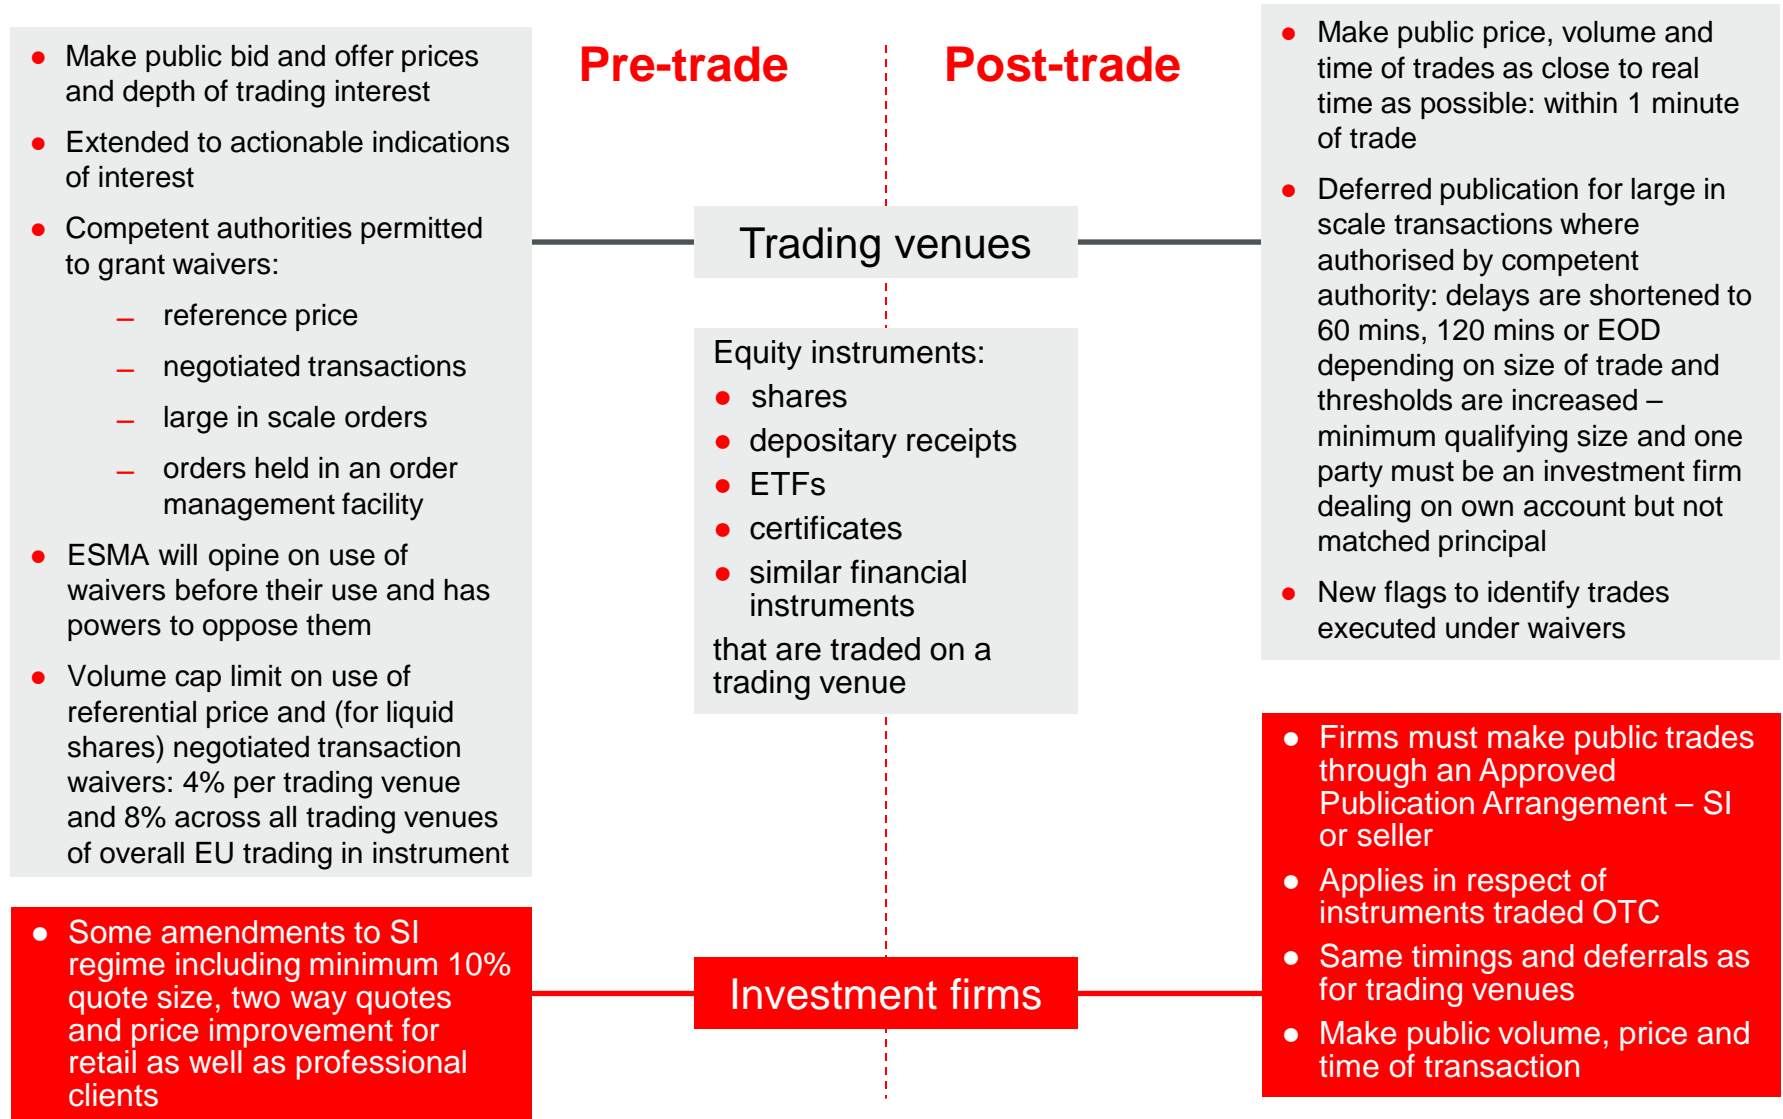 Pre-trade
Post-trade
● Make public bid and offer prices
and depth of trading interest
● Extended to actionable indications
of interest
● Competent authorities permitted
to grant waivers:
– reference price
– negotiated transactions
– large in scale orders
– orders held in an order
management facility
● ESMA will opine on use of
waivers before their use and has
powers to oppose them
● Volume cap limit on use of
referential price and (for liquid
shares) negotiated transaction
waivers: 4% per trading venue
and 8% across all trading venues
of overall EU trading in instrument
Trading venues
Equity instruments:
● shares
● depositary receipts
● ETFs
● certificates
● similar financial
instruments
that are traded on a
trading venue
● Make public price, volume and
time of trades as close to real
time as possible: within 1 minute
of trade
● Deferred publication for large in
scale transactions where
authorised by competent
authority: delays are shortened to
60 mins, 120 mins or EOD
depending on size of trade and
thresholds are increased –
minimum qualifying size and one
party must be an investment firm
dealing on own account but not
matched principal
● New flags to identify trades
executed under waivers
● Some amendments to SI
regime including minimum 10%
quote size, two way quotes
and price improvement for
retail as well as professional
clients
Investment firms
● Firms must make public trades
through an Approved
Publication Arrangement – SI
or seller
● Applies in respect of
instruments traded OTC
● Same timings and deferrals as
for trading venues
● Make public volume, price and
time of transaction